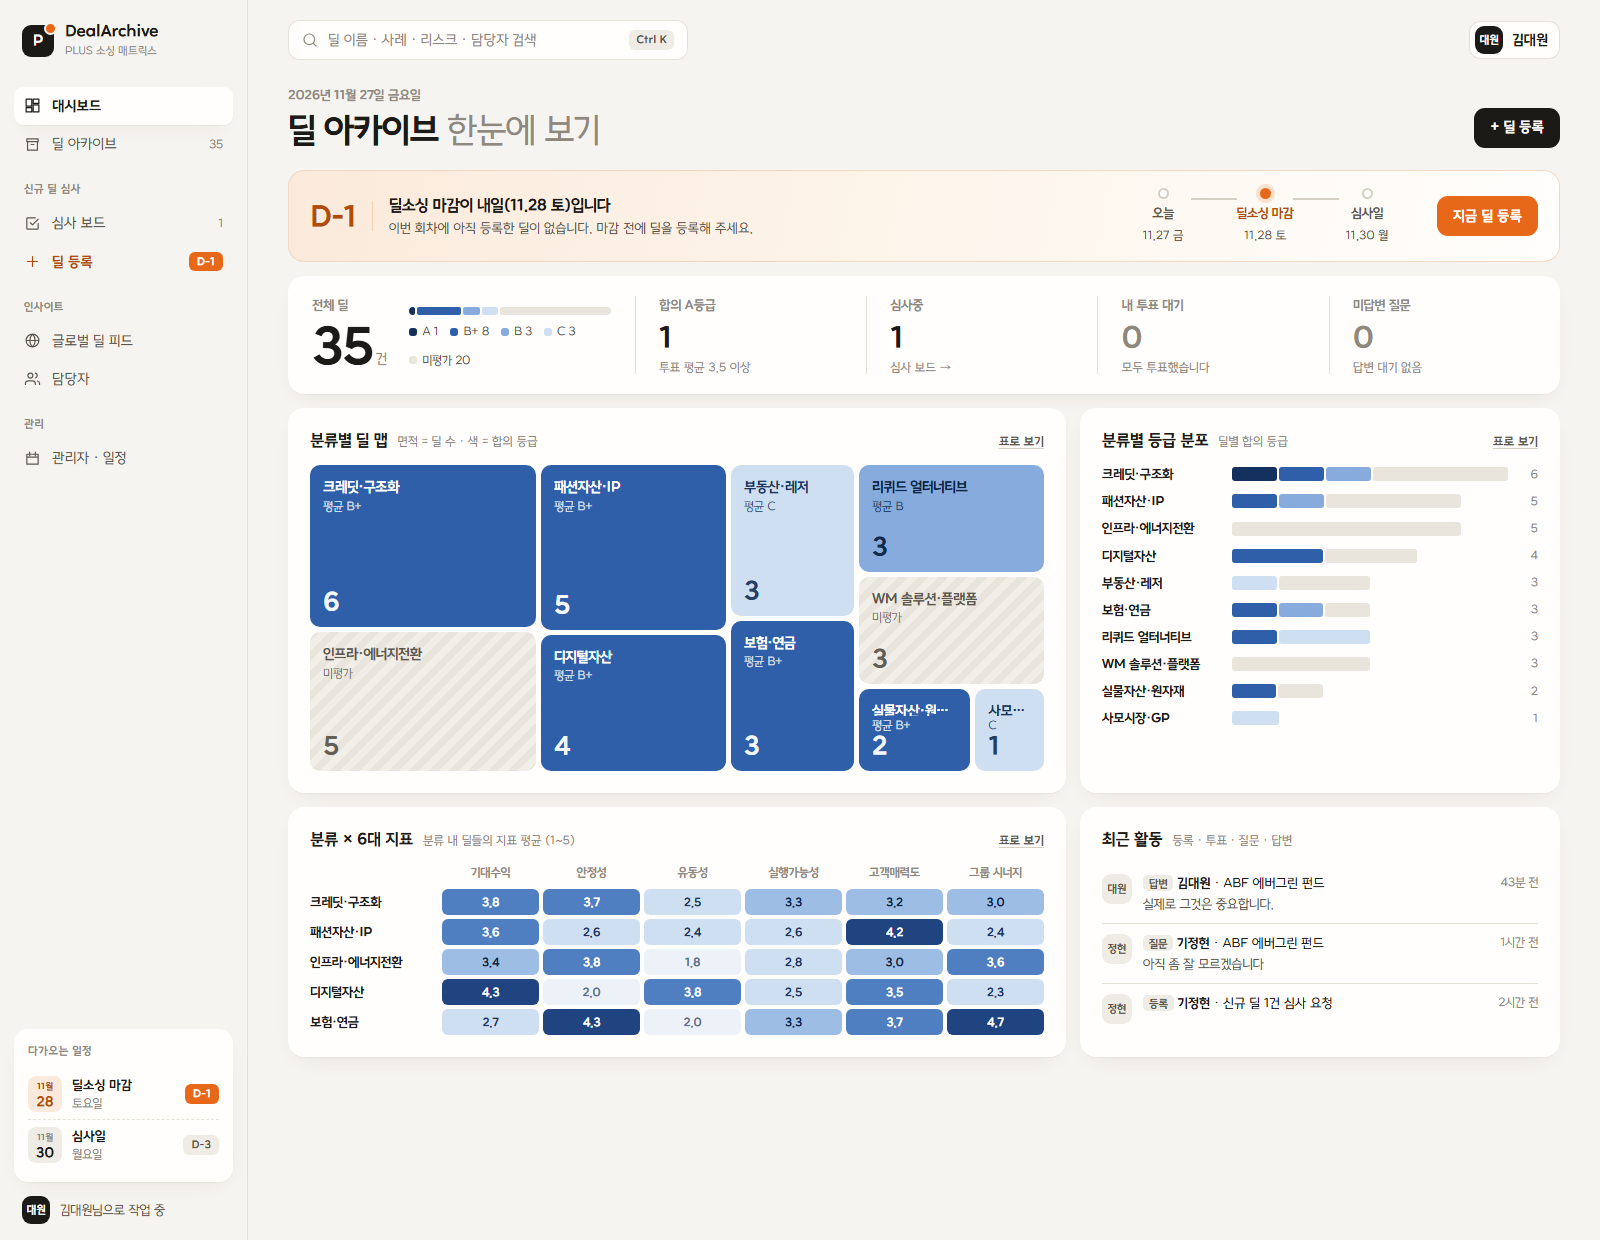 P
DealArchive
PLUS 소싱 매트릭스
대시보드
딜 아카이브 35
신규 딜 심사
심사 보드 1
딜 등록 D-1
인사이트
글로벌 딜 피드
담당자
관리
관리자 · 일정
다가오는 일정
11월 28 딜소싱 마감 토요일 D-1
11월 30 심사일 월요일 D-3
대원 김대원님으로 작업 중
딜 이름 · 사례 · 리스크 · 담당자 검색 Ctrl K
대원 김대원
2026년 11월 27일 금요일
딜 아카이브 한눈에 보기
+ 딜 등록
D-1
딜소싱 마감이 내일(11.28 토)입니다
이번 회차에 아직 등록한 딜이 없습니다. 마감 전에 딜을 등록해 주세요.
오늘 딜소싱 마감 심사일
11.27 금 11.28 토 11.30 월
지금 딜 등록
전체 딜
35건
A 1 B+ 8 B 3 C 3
미평가 20
합의 A등급
1
투표 평균 3.5 이상
심사중
1
심사 보드 →
내 투표 대기
0
모두 투표했습니다
미답변 질문
0
답변 대기 없음
분류별 딜 맵 면적 = 딜 수 · 색 = 합의 등급 표로 보기
크레딧·구조화
평균 B+
6
패션자산·IP
평균 B+
5
부동산·레저
평균 C
3
리퀴드 얼터너티브
평균 B
3
인프라·에너지전환
미평가
5
디지털자산
평균 B+
4
보험·연금
평균 B+
3
WM 솔루션·플랫폼
미평가
3
실물자산·원…
평균 B+
2
사모…
C
1
분류별 등급 분포 딜별 합의 등급 표로 보기
크레딧·구조화 6
패션자산·IP 5
인프라·에너지전환 5
디지털자산 4
부동산·레저 3
보험·연금 3
리퀴드 얼터너티브 3
WM 솔루션·플랫폼 3
실물자산·원자재 2
사모시장·GP 1
분류 × 6대 지표 분류 내 딜들의 지표 평균 (1~5) 표로 보기
기대수익 안정성 유동성 실행가능성 고객매력도 그룹 시너지
크레딧·구조화 3.8 3.7 2.5 3.3 3.2 3.0
패션자산·IP 3.6 2.6 2.4 2.6 4.2 2.4
인프라·에너지전환 3.4 3.8 1.8 2.8 3.0 3.6
디지털자산 4.3 2.0 3.8 2.5 3.5 2.3
보험·연금 2.7 4.3 2.0 3.3 3.7 4.7
최근 활동 등록 · 투표 · 질문 · 답변
대원 답변 김대원 · ABF 에버그린 펀드 43분 전
실제로 그것은 중요합니다.
정현 질문 기정현 · ABF 에버그린 펀드 1시간 전
아직 좀 잘 모르겠습니다
정현 등록 기정현 · 신규 딜 1건 심사 요청 2시간 전